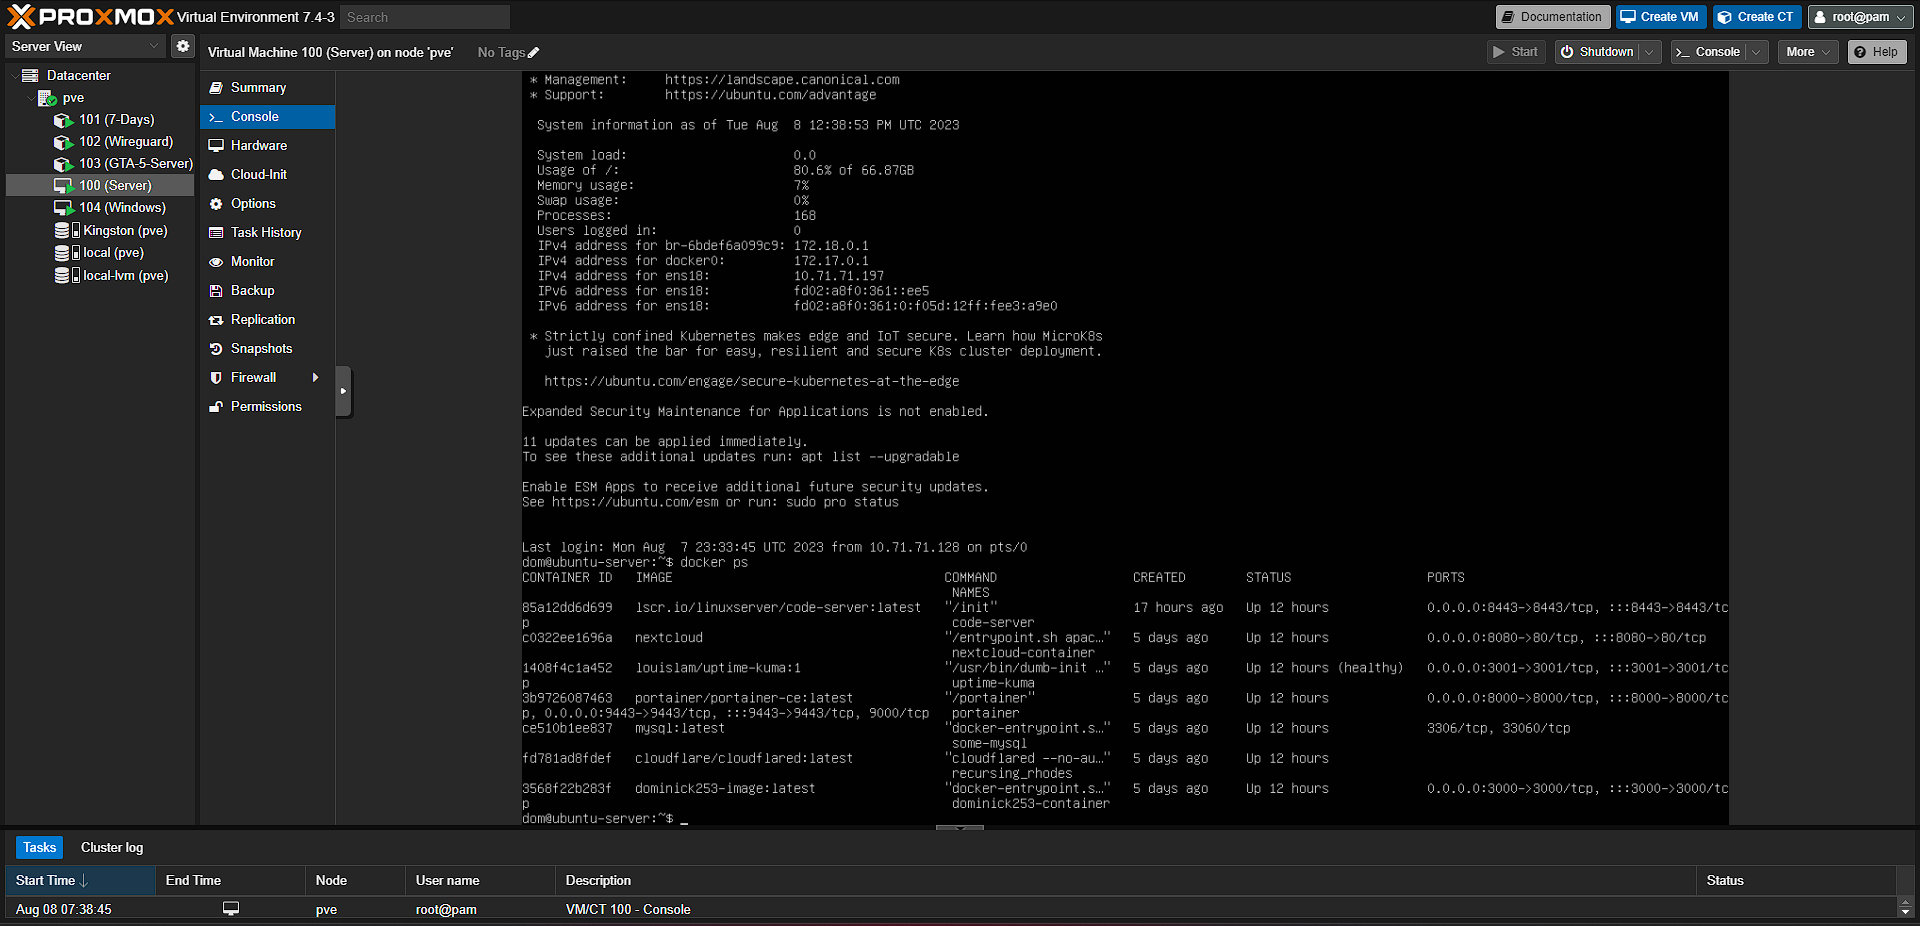 PROXMOX Virtual Environment 7.4-3 Search Documentation Create VM Create CT root@pam
Server View
Virtual Machine 100 (Server) on node 'pve' No Tags Start Shutdown Console More Help
Datacenter
pve
101 (7-Days)
102 (Wireguard)
103 (GTA-5-Server)
100 (Server)
104 (Windows)
Kingston (pve)
local (pve)
local-lvm (pve)
Summary
Console
Hardware
Cloud-Init
Options
Task History
Monitor
Backup
Replication
Snapshots
Firewall
Permissions
* Management: https://landscape.canonical.com
* Support: https://ubuntu.com/advantage
System information as of Tue Aug  8 12:38:53 PM UTC 2023
System load: 0.0
Usage of /: 80.6% of 66.87GB
Memory usage: 7%
Swap usage: 0%
Processes: 168
Users logged in: 0
IPv4 address for br-6bdef6a099c9: 172.18.0.1
IPv4 address for docker0: 172.17.0.1
IPv4 address for ens18: 10.71.71.197
IPv6 address for ens18: fd02:a8f0:361::ee5
IPv6 address for ens18: fd02:a8f0:361:0:f05d:12ff:fee3:a9e0
* Strictly confined Kubernetes makes edge and IoT secure. Learn how MicroK8s
just raised the bar for easy, resilient and secure K8s cluster deployment.
https://ubuntu.com/engage/secure-kubernetes-at-the-edge
Expanded Security Maintenance for Applications is not enabled.
11 updates can be applied immediately.
To see these additional updates run: apt list --upgradable
Enable ESM Apps to receive additional future security updates.
See https://ubuntu.com/esm or run: sudo pro status
Last login: Mon Aug  7 23:33:45 UTC 2023 from 10.71.71.128 on pts/0
dom@ubuntu-server:~$ docker ps
CONTAINER ID IMAGE COMMAND CREATED STATUS PORTS
NAMES
85a12dd6d699 lscr.io/linuxserver/code-server:latest "/init" 17 hours ago Up 12 hours 0.0.0.0:8443->8443/tcp, :::8443->8443/tc
p code-server
c0322ee1696a nextcloud "/entrypoint.sh apac…" 5 days ago Up 12 hours 0.0.0.0:8080->80/tcp, :::8080->80/tcp
nextcloud-container
1408f4c1a452 louislam/uptime-kuma:1 "/usr/bin/dumb-init …" 5 days ago Up 12 hours (healthy) 0.0.0.0:3001->3001/tcp, :::3001->3001/tc
p uptime-kuma
3b9726087463 portainer/portainer-ce:latest "/portainer" 5 days ago Up 12 hours 0.0.0.0:8000->8000/tcp, :::8000->8000/tc
p, 0.0.0.0:9443->9443/tcp, :::9443->9443/tcp, 9000/tcp portainer
ce510b1ee837 mysql:latest "docker-entrypoint.s…" 5 days ago Up 12 hours 3306/tcp, 33060/tcp
some-mysql
fd781ad8fdef cloudflare/cloudflared:latest "cloudflared --no-au…" 5 days ago Up 12 hours
recursing_rhodes
3568f22b283f dominick253-image:latest "docker-entrypoint.s…" 5 days ago Up 12 hours 0.0.0.0:3000->3000/tcp, :::3000->3000/tc
p dominick253-container
dom@ubuntu-server:~$ _
Tasks Cluster log
Start Time End Time Node User name Description Status
Aug 08 07:38:45 pve root@pam VM/CT 100 - Console